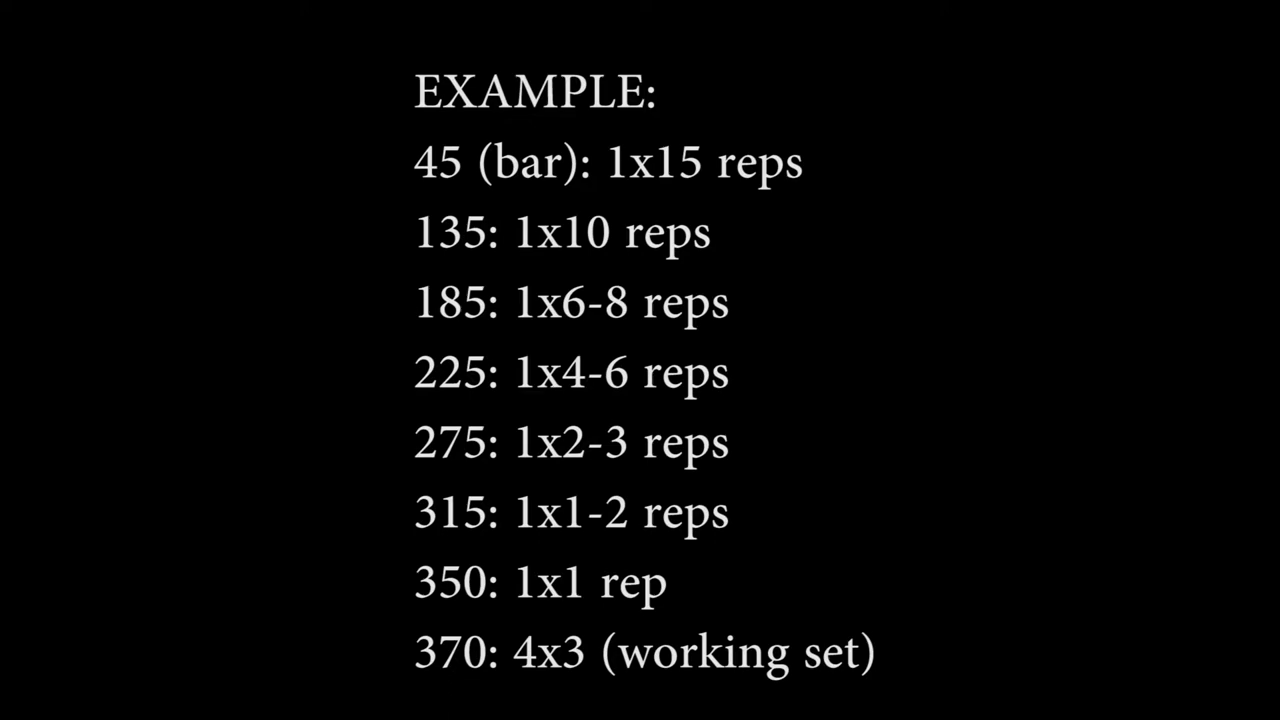 EXAMPLE:
45 (bar): 1x15 reps
135: 1x10 reps
185: 1x6-8 reps
225: 1x4-6 reps
275: 1x2-3 reps
315: 1x1-2 reps
350: 1x1 rep
370: 4x3 (working set)